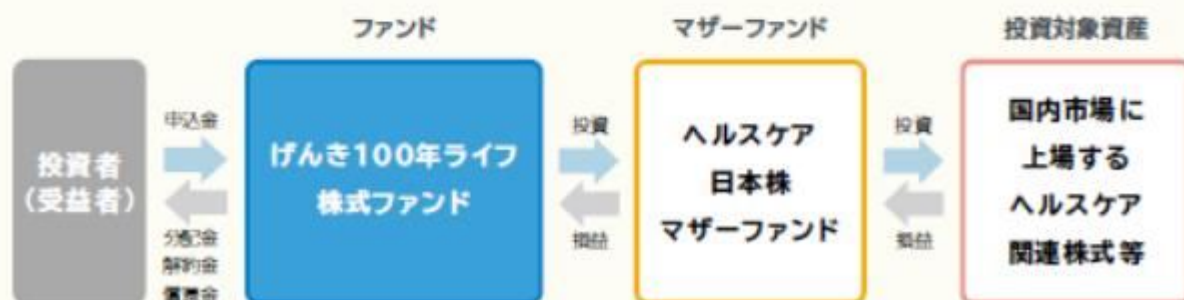 ファンド
マザーファンド
投資対象資産
投資者
（受益者）
申込金
分配金
解約金
償還金
げんき100年ライフ
株式ファンド
投資
損益
ヘルスケア
日本株
マザーファンド
投資
損益
国内市場に
上場する
ヘルスケア
関連株式等